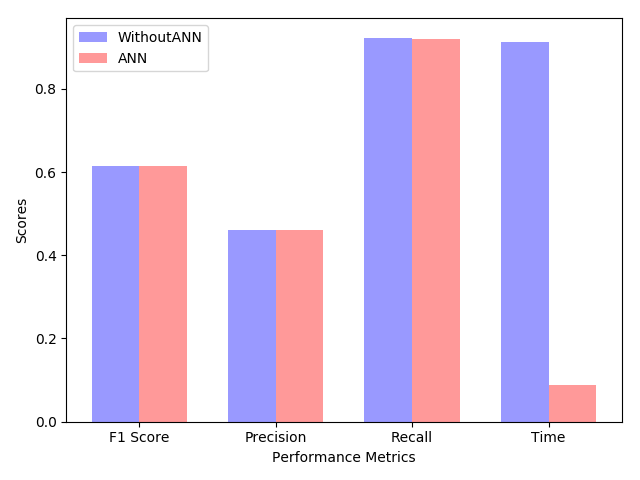 WithoutANN
ANN
Scores
0.8
0.6
0.4
0.2
0.0
F1 Score
Precision
Recall
Time
Performance Metrics